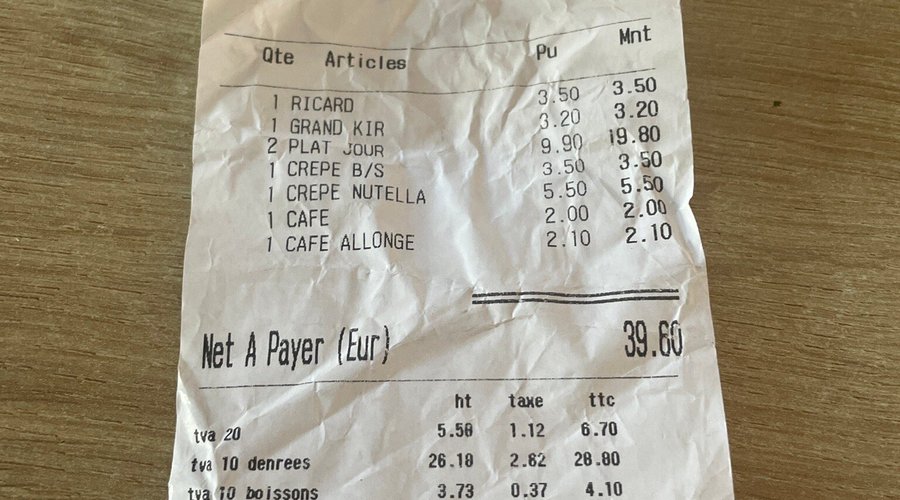 Qte Articles Pu Mnt
1 RICARD 3.50 3.50
1 GRAND KIR 3.20 3.20
2 PLAT JOUR 9.90 19.80
1 CREPE B/S 3.50 3.50
1 CREPE NUTELLA 5.50 5.50
1 CAFE 2.00 2.00
1 CAFE ALLONGE 2.10 2.10
Net A Payer (Eur) 39.60
ht taxe ttc
tva 20 5.58 1.12 6.70
tva 10 denrees 26.18 2.62 28.80
tva 10 boissons 3.73 0.37 4.10